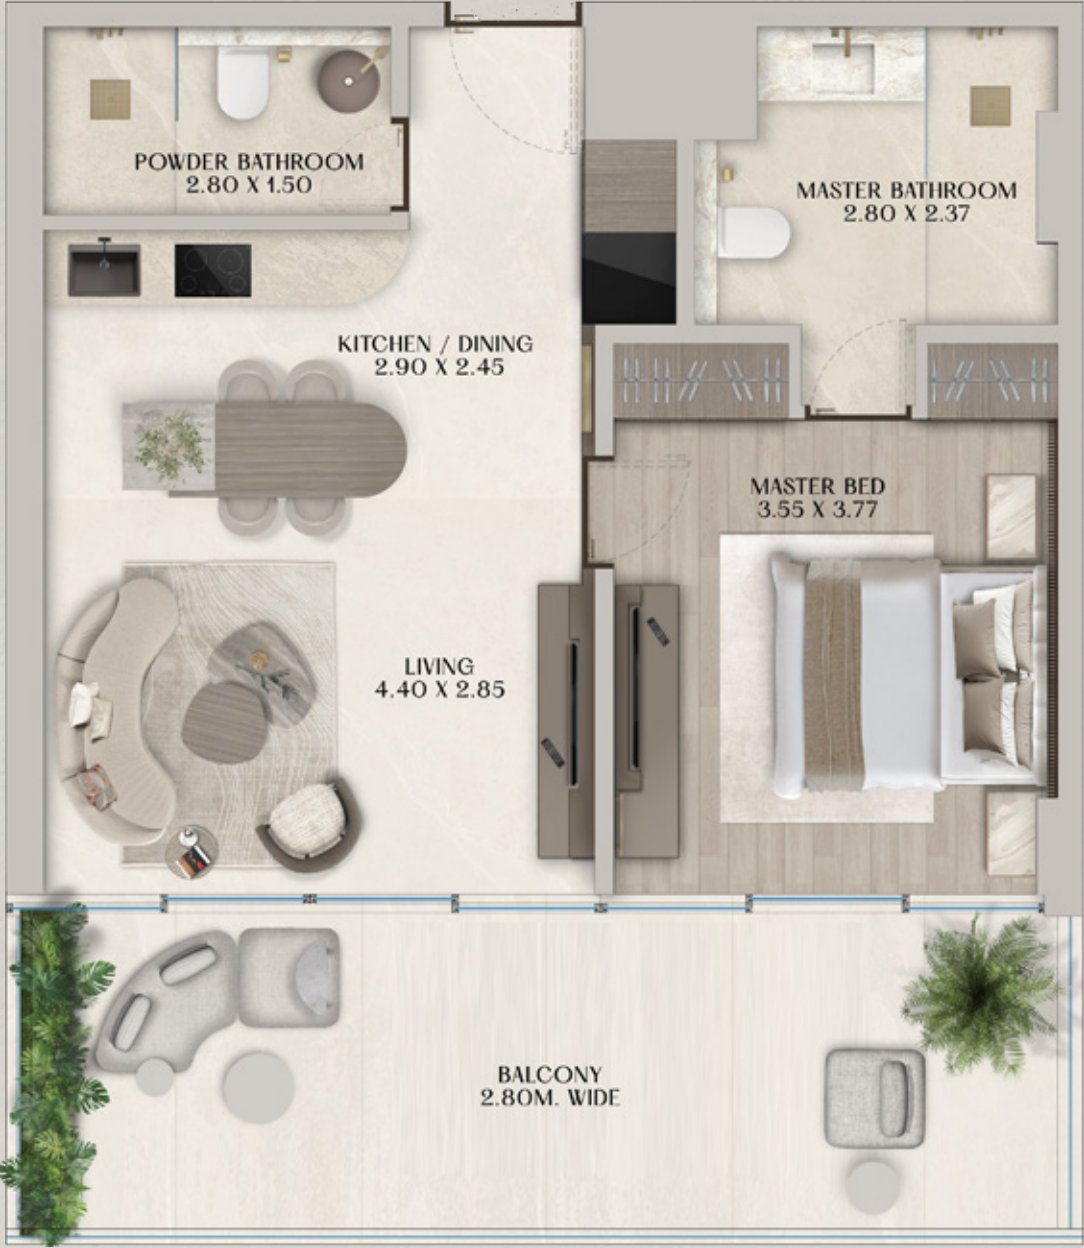 POWDER BATHROOM
2.80 X 1.50
MASTER BATHROOM
2.80 X 2.37
KITCHEN / DINING
2.90 X 2.45
MASTER BED
3.55 X 3.77
LIVING
4.40 X 2.85
BALCONY
2.80M. WIDE